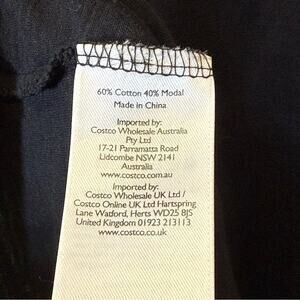 60% Cotton 40% Modal
Made in China
Imported by:
Costco Wholesale Australia
Pty Ltd
17-21 Parramatta Road
Lidcombe NSW 2141
Australia
www.costco.com.au
Imported by:
Costco Wholesale UK Ltd /
Costco Online UK Ltd Hartspring
Lane Watford, Herts WD25 8JS
United Kingdom 01923 213113
www.costco.co.uk